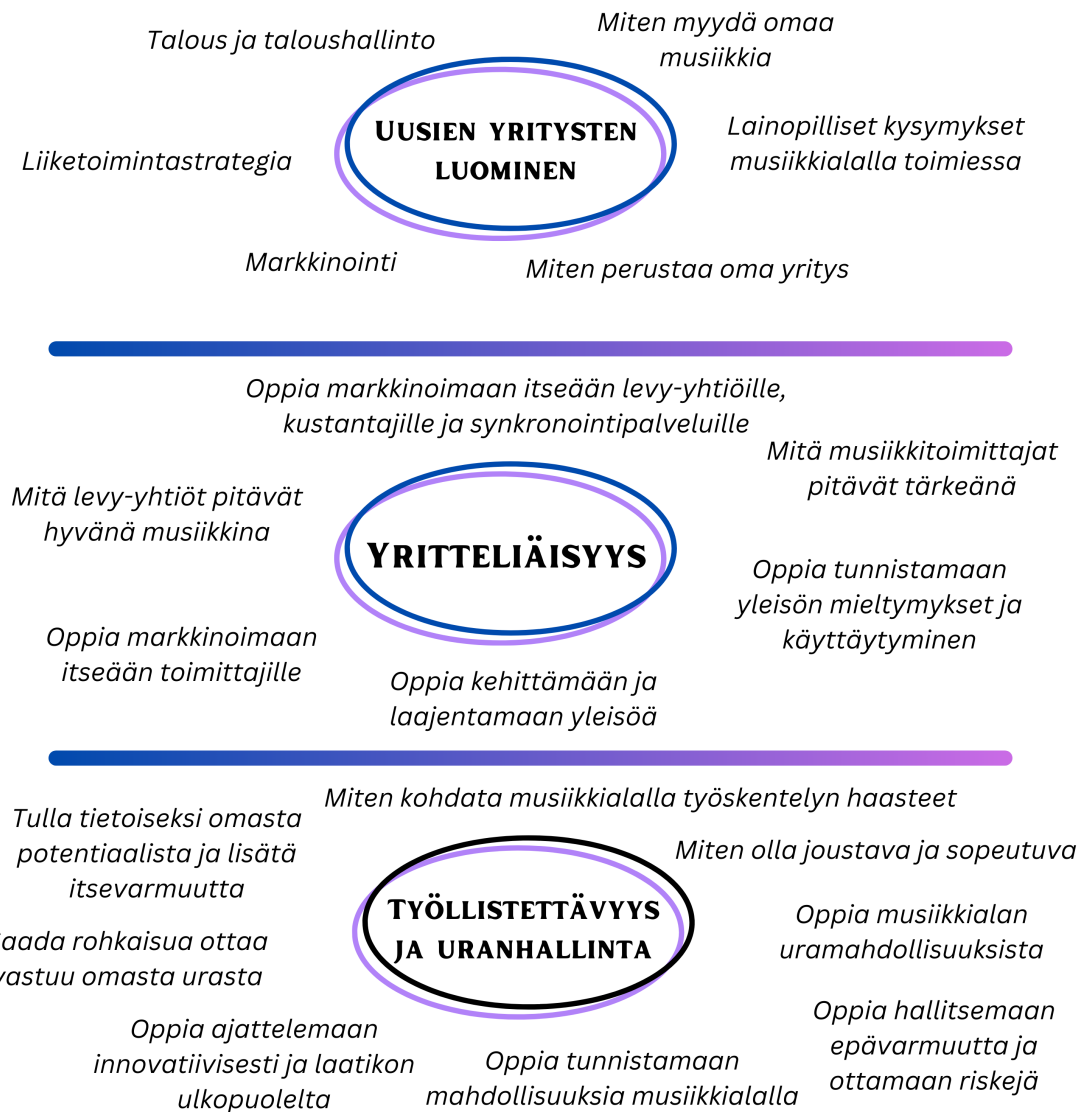 Talous ja taloushallinto
Miten myydä omaa
musiikkia
UUSIEN YRITYSTEN
LUOMINEN
Lainopilliset kysymykset
musiikkialalla toimiessa
Liiketoimintastrategia
Markkinointi
Miten perustaa oma yritys
Oppia markkinoimaan itseään levy-yhtiöille,
kustantajille ja synkronointipalveluille
Mitä musiikkitoimittajat
pitävät tärkeänä
Mitä levy-yhtiöt pitävät
hyvänä musiikkina
YRITTELIÄISYYS
Oppia tunnistamaan
yleisön mieltymykset ja
käyttäytyminen
Oppia markkinoimaan
itseään toimittajille
Oppia kehittämään ja
laajentamaan yleisöä
Miten kohdata musiikkialalla työskentelyn haasteet
Tulla tietoiseksi omasta
potentiaalista ja lisätä
itsevarmuutta
Miten olla joustava ja sopeutuva
TYÖLLISTETTÄVYYS
JA URANHALLINTA
Oppia musiikkialan
uramahdollisuuksista
aada rohkaisua ottaa
vastuu omasta urasta
Oppia hallitsemaan
epävarmuutta ja
ottamaan riskejä
Oppia ajattelemaan
innovatiivisesti ja laatikon
ulkopuolelta
Oppia tunnistamaan
mahdollisuuksia musiikkialalla